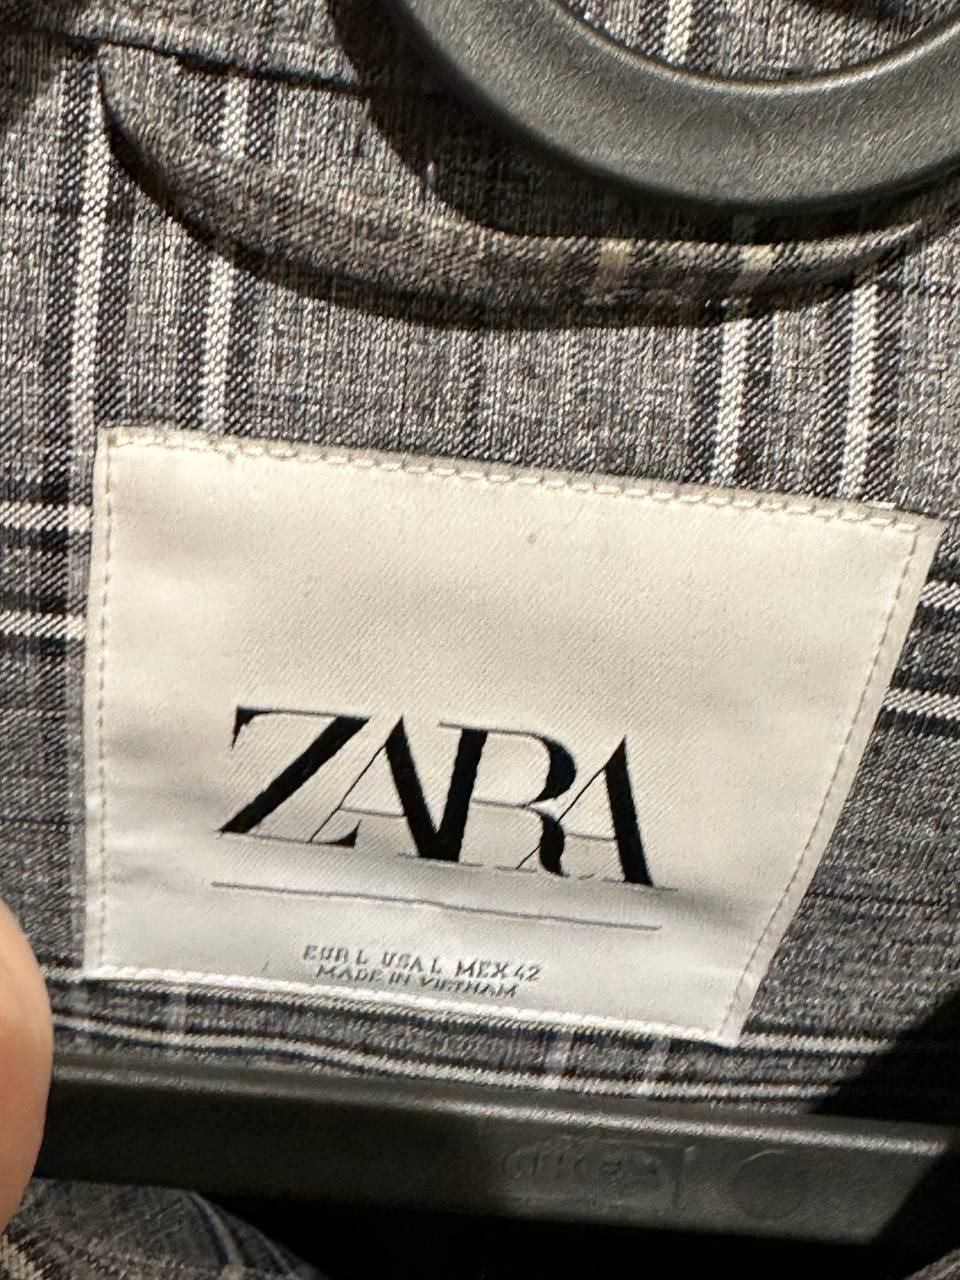 ZARA
EUR L USA L MEX 42
MADE IN VIETNAM